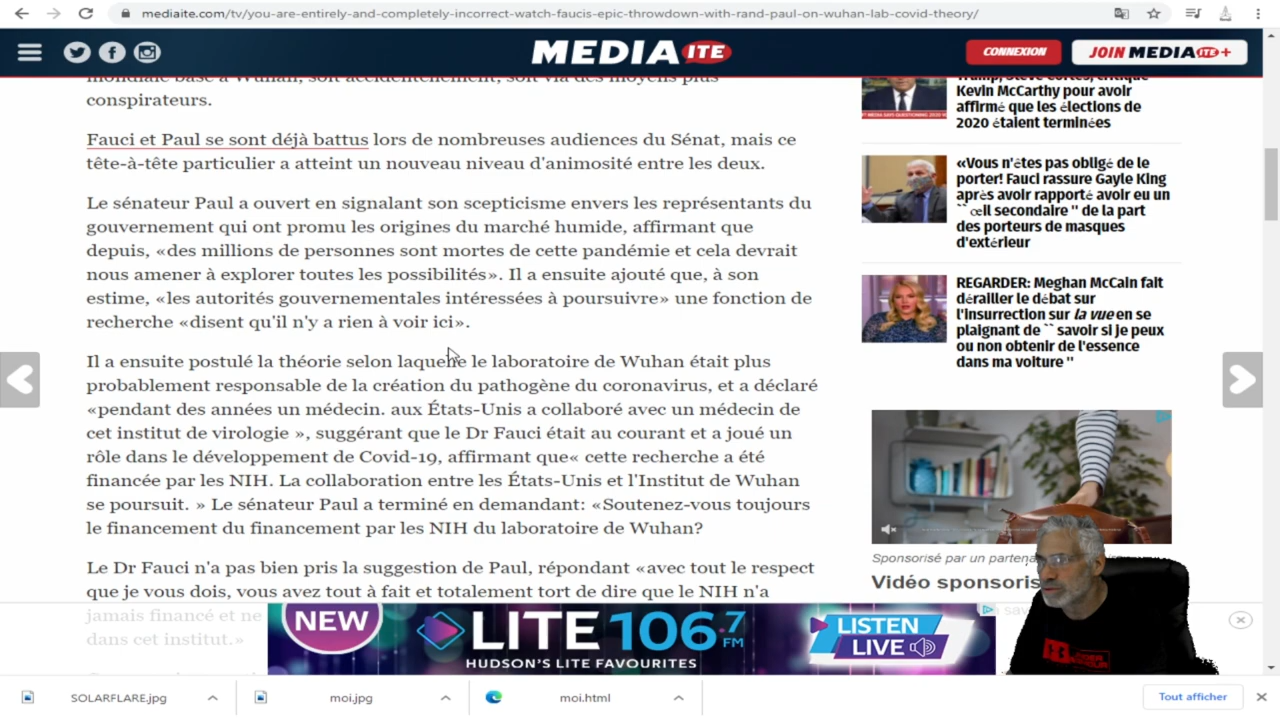 mediaite.com/tv/you-are-entirely-and-completely-incorrect-watch-faucis-epic-throwdown-with-rand-paul-on-wuhan-lab-covid-theory/
MEDIAITE
CONNEXION
JOIN MEDIAITE+
mondiale basé à Wuhan, soit accidentellement, soit via des moyens plus
conspirateurs.
Fauci et Paul se sont déjà battus lors de nombreuses audiences du Sénat, mais ce
tête-à-tête particulier a atteint un nouveau niveau d'animosité entre les deux.
Le sénateur Paul a ouvert en signalant son scepticisme envers les représentants du
gouvernement qui ont promu les origines du marché humide, affirmant que
depuis, «des millions de personnes sont mortes de cette pandémie et cela devrait
nous amener à explorer toutes les possibilités». Il a ensuite ajouté que, à son
estime, «les autorités gouvernementales intéressées à poursuivre» une fonction de
recherche «disent qu'il n'y a rien à voir ici».
Il a ensuite postulé la théorie selon laquelle le laboratoire de Wuhan était plus
probablement responsable de la création du pathogène du coronavirus, et a déclaré
«pendant des années un médecin. aux États-Unis a collaboré avec un médecin de
cet institut de virologie », suggérant que le Dr Fauci était au courant et a joué un
rôle dans le développement de Covid-19, affirmant que« cette recherche a été
financée par les NIH. La collaboration entre les États-Unis et l'Institut de Wuhan
se poursuit. » Le sénateur Paul a terminé en demandant: «Soutenez-vous toujours
le financement du financement par les NIH du laboratoire de Wuhan?
Le Dr Fauci n'a pas bien pris la suggestion de Paul, répondant «avec tout le respect
que je vous dois, vous avez tout à fait et totalement tort de dire que le NIH n'a
jamais financé et ne
dans cet institut.»
Trump, Steve Cortes, critique
Kevin McCarthy pour avoir
affirmé que les élections de
2020 étaient terminées
«Vous n'êtes pas obligé de le
porter! Fauci rassure Gayle King
après avoir rapporté avoir eu un
`` œil secondaire '' de la part
des porteurs de masques
d'extérieur
REGARDER: Meghan McCain fait
dérailler le débat sur
l'insurrection sur la vue en se
plaignant de `` savoir si je peux
ou non obtenir de l'essence
dans ma voiture ''
Sponsorisé par un
Vidéo sponsoris
NEW
LITE 106.7 FM
HUDSON'S LITE FAVOURITES
LISTEN
LIVE
SOLARFLARE.jpg
moi.jpg
moi.html
Tout afficher